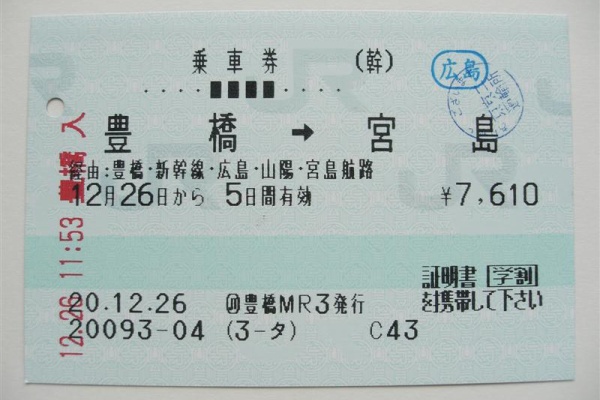 乗車券 (幹)
広島
豊橋 → 宮島
経由:豊橋・新幹線・広島・山陽・宮島航路
12月26日から 5日間有効 ¥7,610
12.26 11:53 豊橋 入
証明書 学割
を携帯して下さい
20.12.26 豊橋MR3発行
20093-04 (3-タ) C43